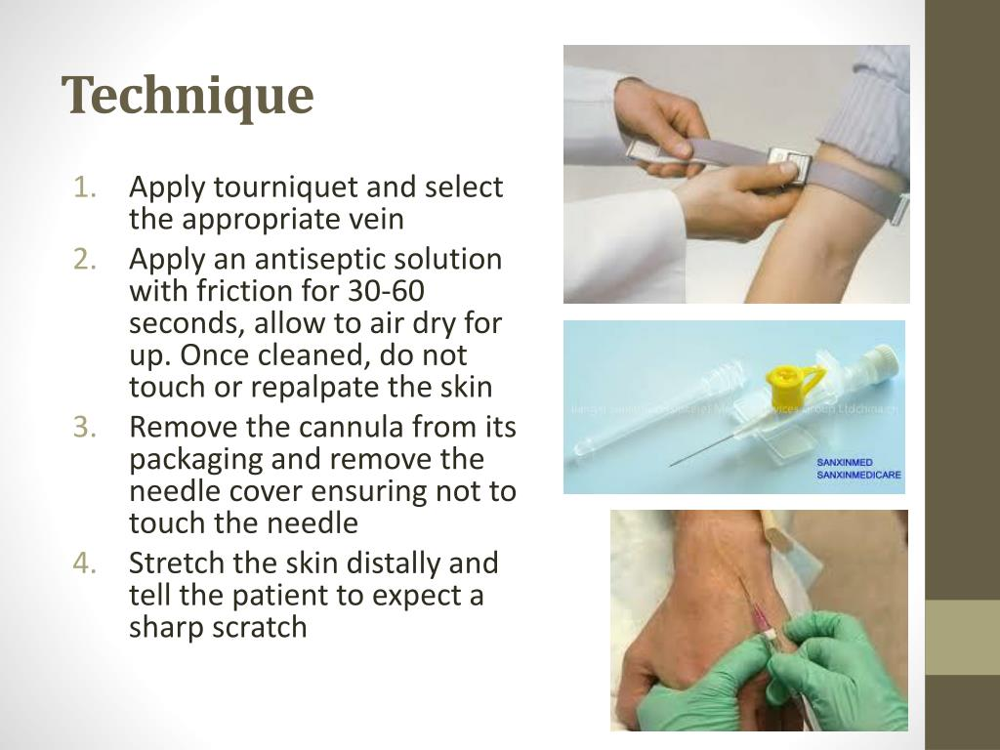 Technique
1. Apply tourniquet and select
the appropriate vein
2. Apply an antiseptic solution
with friction for 30-60
seconds, allow to air dry for
up. Once cleaned, do not
touch or repalpate the skin
3. Remove the cannula from its
packaging and remove the
needle cover ensuring not to
touch the needle
4. Stretch the skin distally and
tell the patient to expect a
sharp scratch
Group Ltd
SANXINMED
SANXINMEDICARE